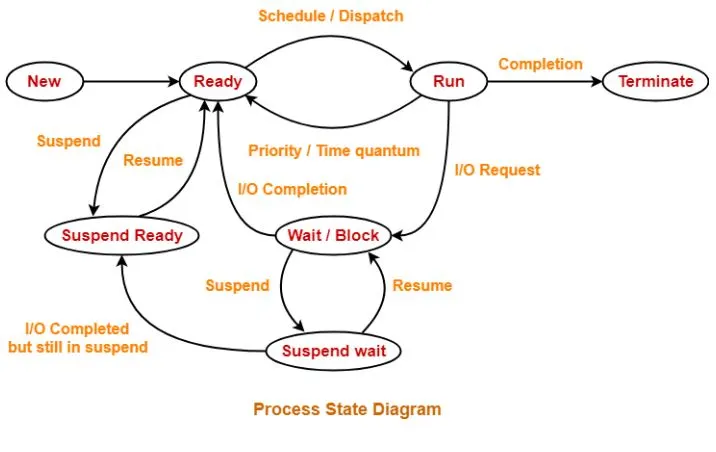 Schedule / Dispatch
New
Ready
Run
Completion
Terminate
Suspend
Resume
Priority / Time quantum
I/O Completion
I/O Request
Suspend Ready
Wait / Block
Suspend
Resume
I/O Completed
but still in suspend
Suspend wait
Process State Diagram